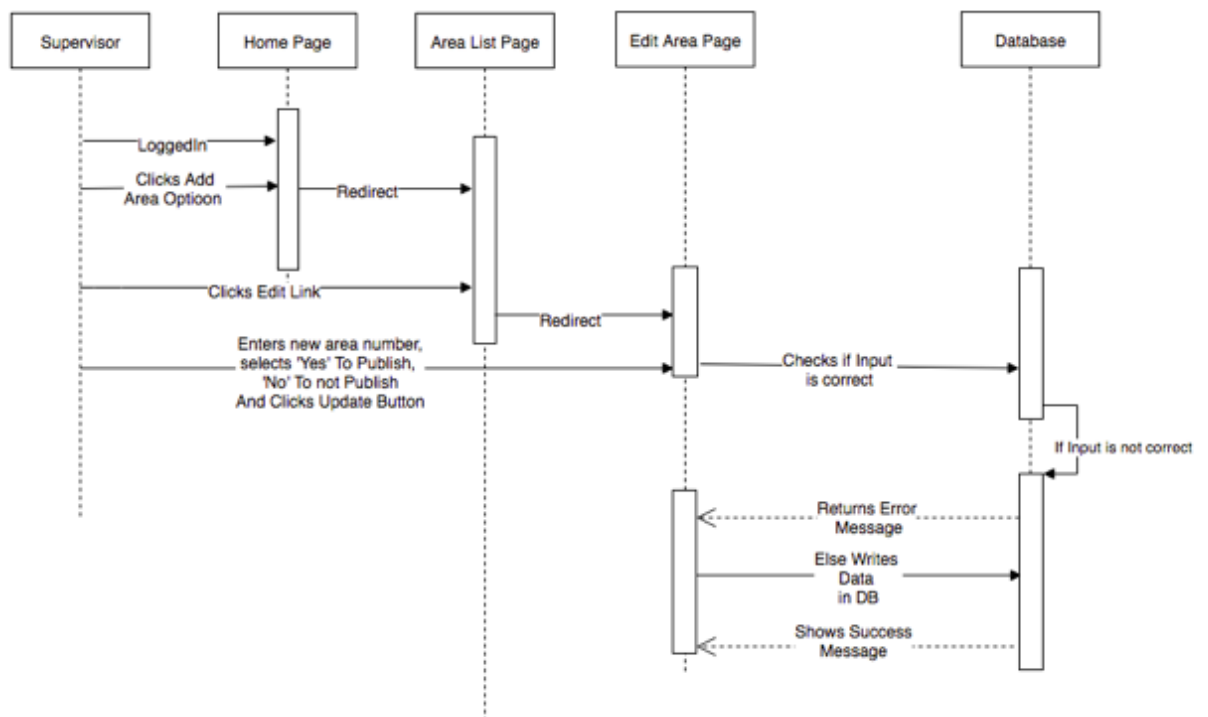 Supervisor
Home Page
Area List Page
Edit Area Page
Database
LoggedIn
Clicks Add
Area Optioon
Redirect
Clicks Edit Link
Redirect
Enters new area number,
selects 'Yes' To Publish,
'No' To not Publish
And Clicks Update Button
Checks if Input
is correct
If Input is not correct
Returns Error
Message
Else Writes
Data
in DB
Shows Success
Message